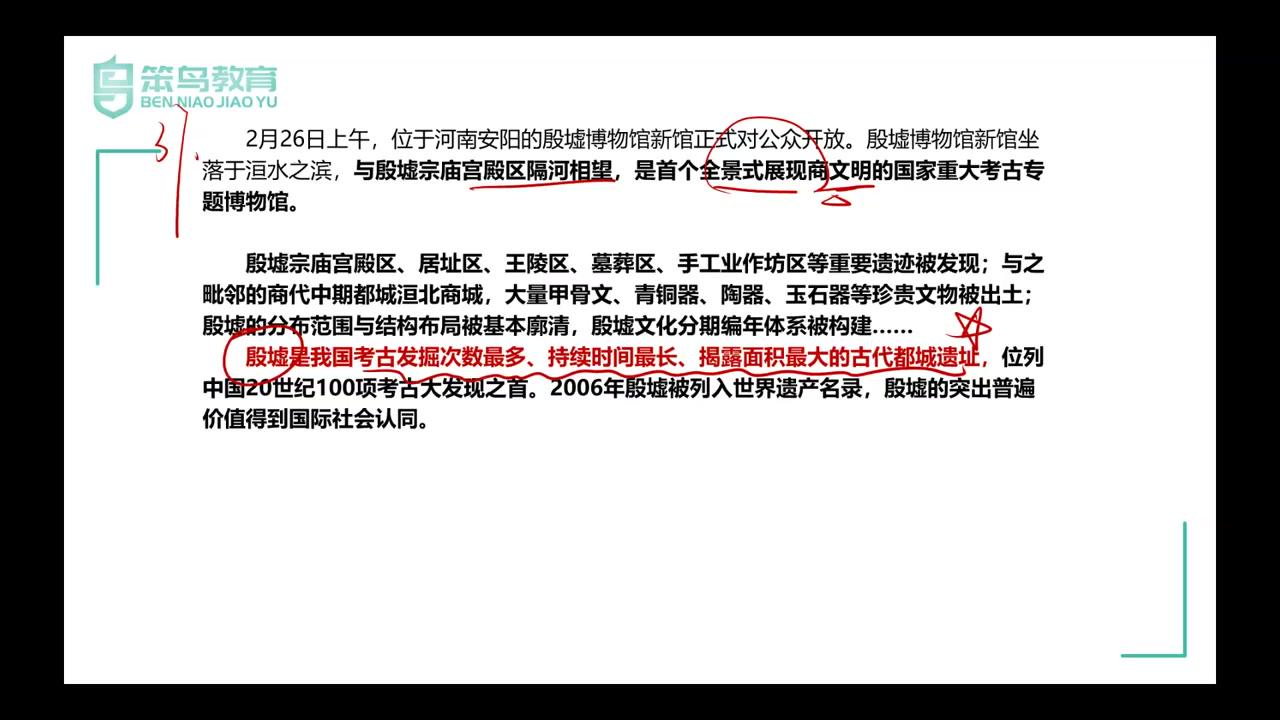 笨鸟教育
BEN NIAO JIAO YU
2月26日上午，位于河南安阳的殷墟博物馆新馆正式对公众开放。殷墟博物馆新馆坐
落于洹水之滨，与殷墟宗庙宫殿区隔河相望，是首个全景式展现商文明的国家重大考古专
题博物馆。
殷墟宗庙宫殿区、居址区、王陵区、墓葬区、手工业作坊区等重要遗迹被发现；与之
毗邻的商代中期都城洹北商城，大量甲骨文、青铜器、陶器、玉石器等珍贵文物被出土；
殷墟的分布范围与结构布局被基本廓清，殷墟文化分期编年体系被构建……
殷墟是我国考古发掘次数最多、持续时间最长、揭露面积最大的古代都城遗址，位列
中国20世纪100项考古大发现之首。2006年殷墟被列入世界遗产名录，殷墟的突出普遍
价值得到国际社会认同。